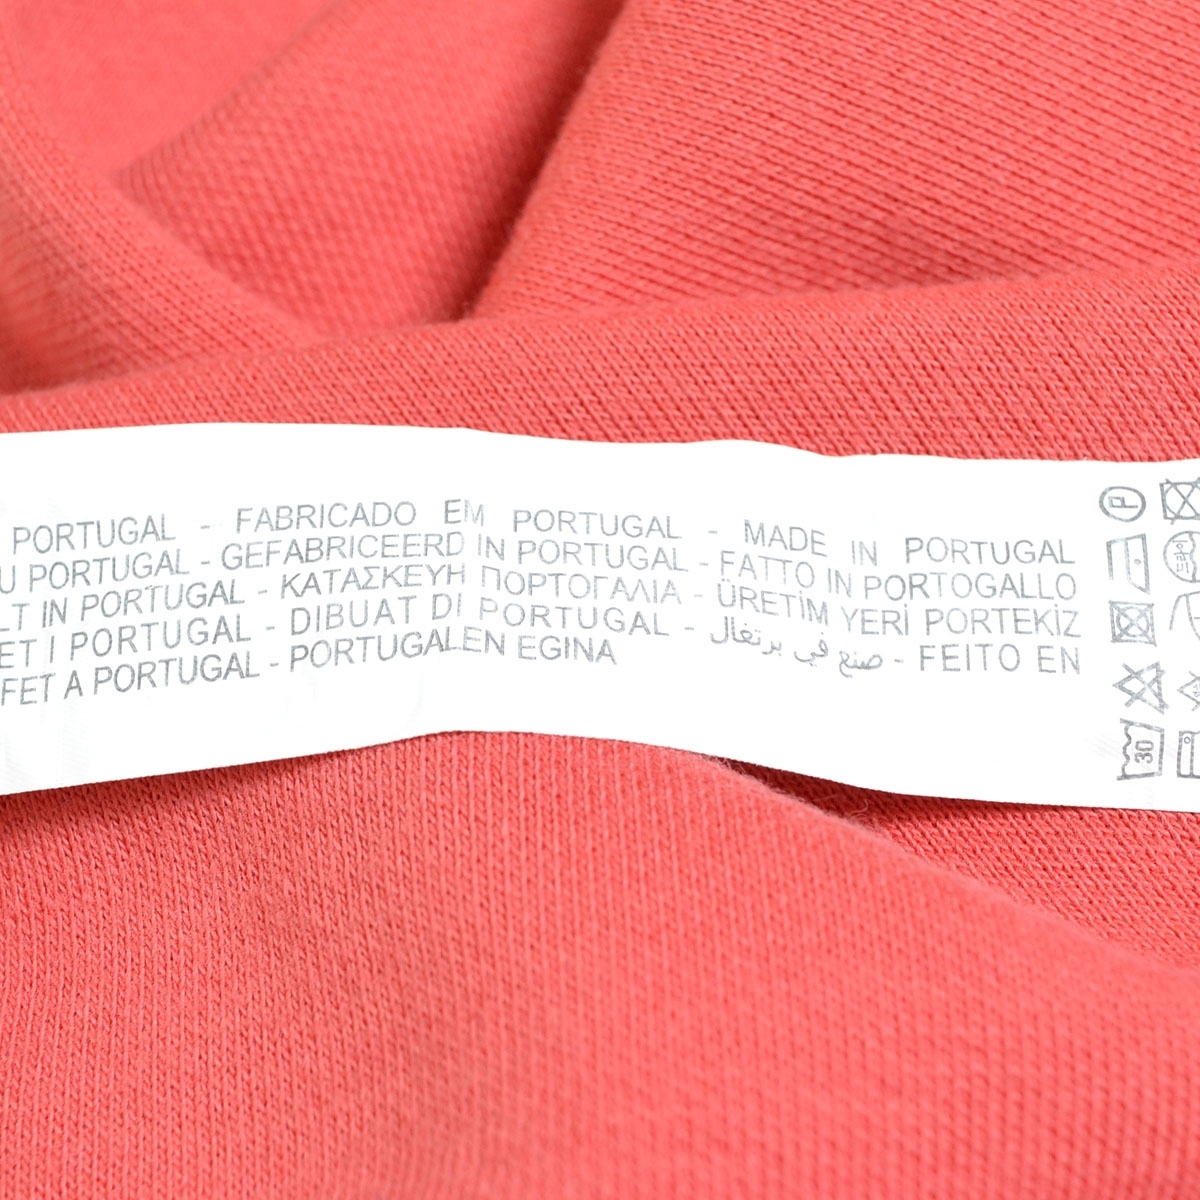 PORTUGAL - FABRICADO EM PORTUGAL - MADE IN PORTUGAL
U PORTUGAL - GEFABRICEERD IN PORTUGAL - FATTO IN PORTOGALLO
LT IN PORTUGAL - ΚΑΤΑΣΚΕΥΗ ΠΟΡΤΟΓΑΛΙΑ - ÜRETİM YERİ PORTEKİZ
ET I PORTUGAL - DIBUAT DI PORTUGAL - صنع في برتغال - FEITO EN
FET A PORTUGAL - PORTUGALEN EGINA
P
30